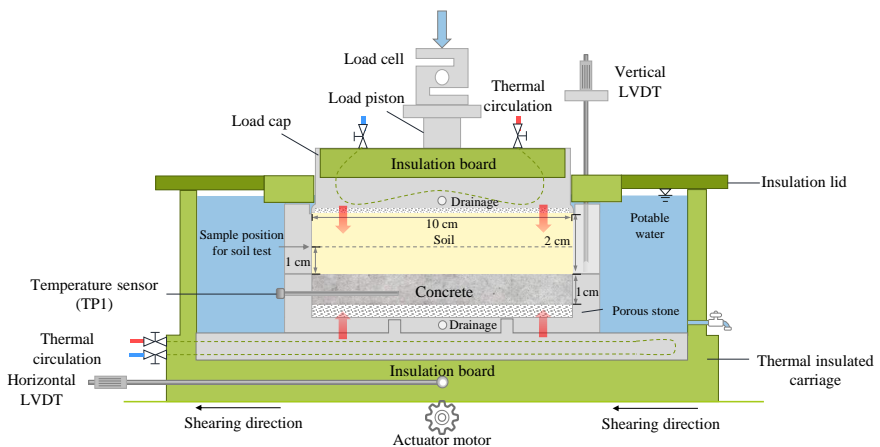 Load cell
Load piston
Thermal
circulation
Vertical
LVDT
Load cap
Insulation board
Insulation lid
Drainage
10 cm
Soil
2 cm
Potable
water
Sample position
for soil test
1 cm
Temperature sensor
(TP1)
Concrete
1cm
Porous stone
Drainage
Thermal
circulation
Insulation board
Thermal insulated
carriage
Horizontal
LVDT
Shearing direction
Actuator motor
Shearing direction